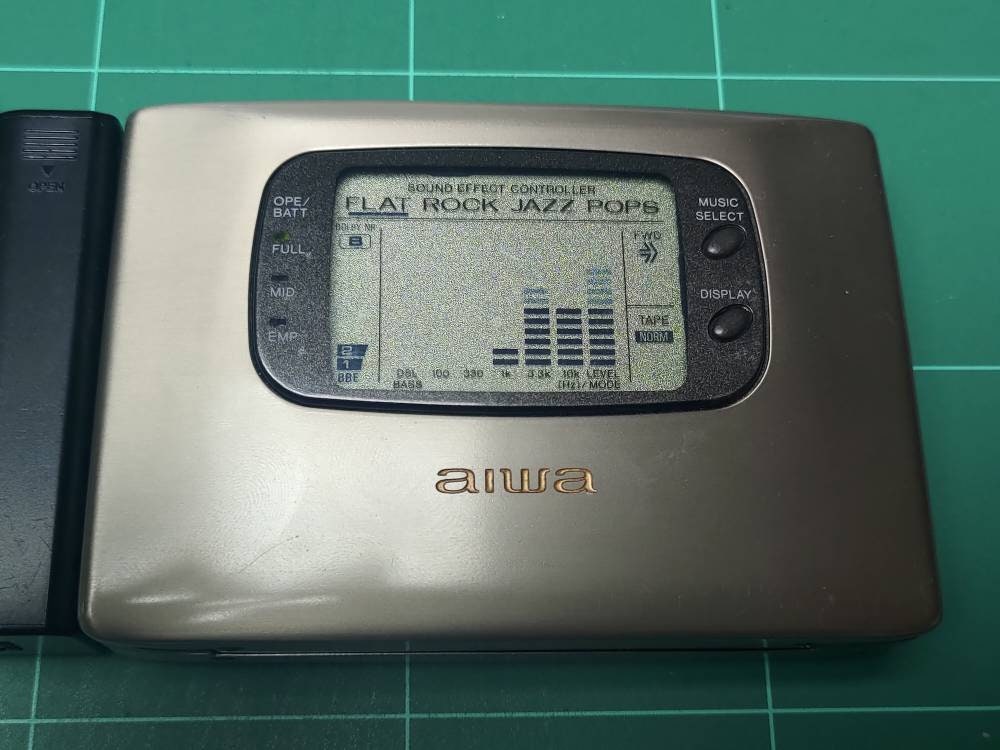 OPEN
OPE/
BATT
FULL
MID
EMP
SOUND EFFECT CONTROLLER
FLAT ROCK JAZZ POPS
DOLBY NR
B
FWD
TAPE
NORM
2
1
BBE
DSL 100 330 1k 3.3k 10k LEVEL
BASS (Hz)/MODE
MUSIC
SELECT
DISPLAY
aiwa